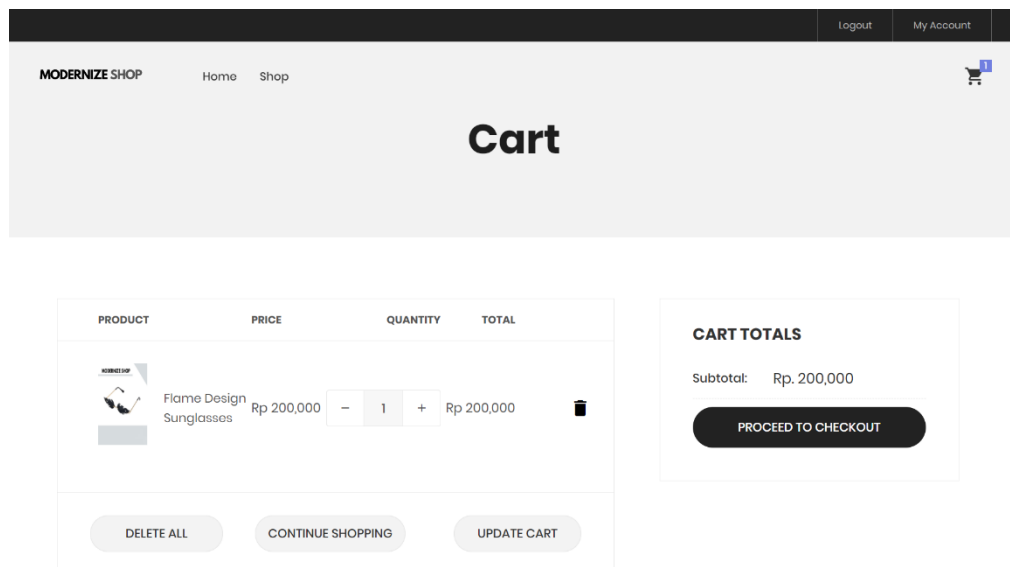 Logout My Account
MODERNIZE SHOP Home Shop 1
Cart
PRODUCT PRICE QUANTITY TOTAL
MODERNIZE SHOP
Flame Design
Sunglasses
Rp 200,000 − 1 + Rp 200,000
DELETE ALL CONTINUE SHOPPING UPDATE CART
CART TOTALS
Subtotal: Rp. 200,000
PROCEED TO CHECKOUT